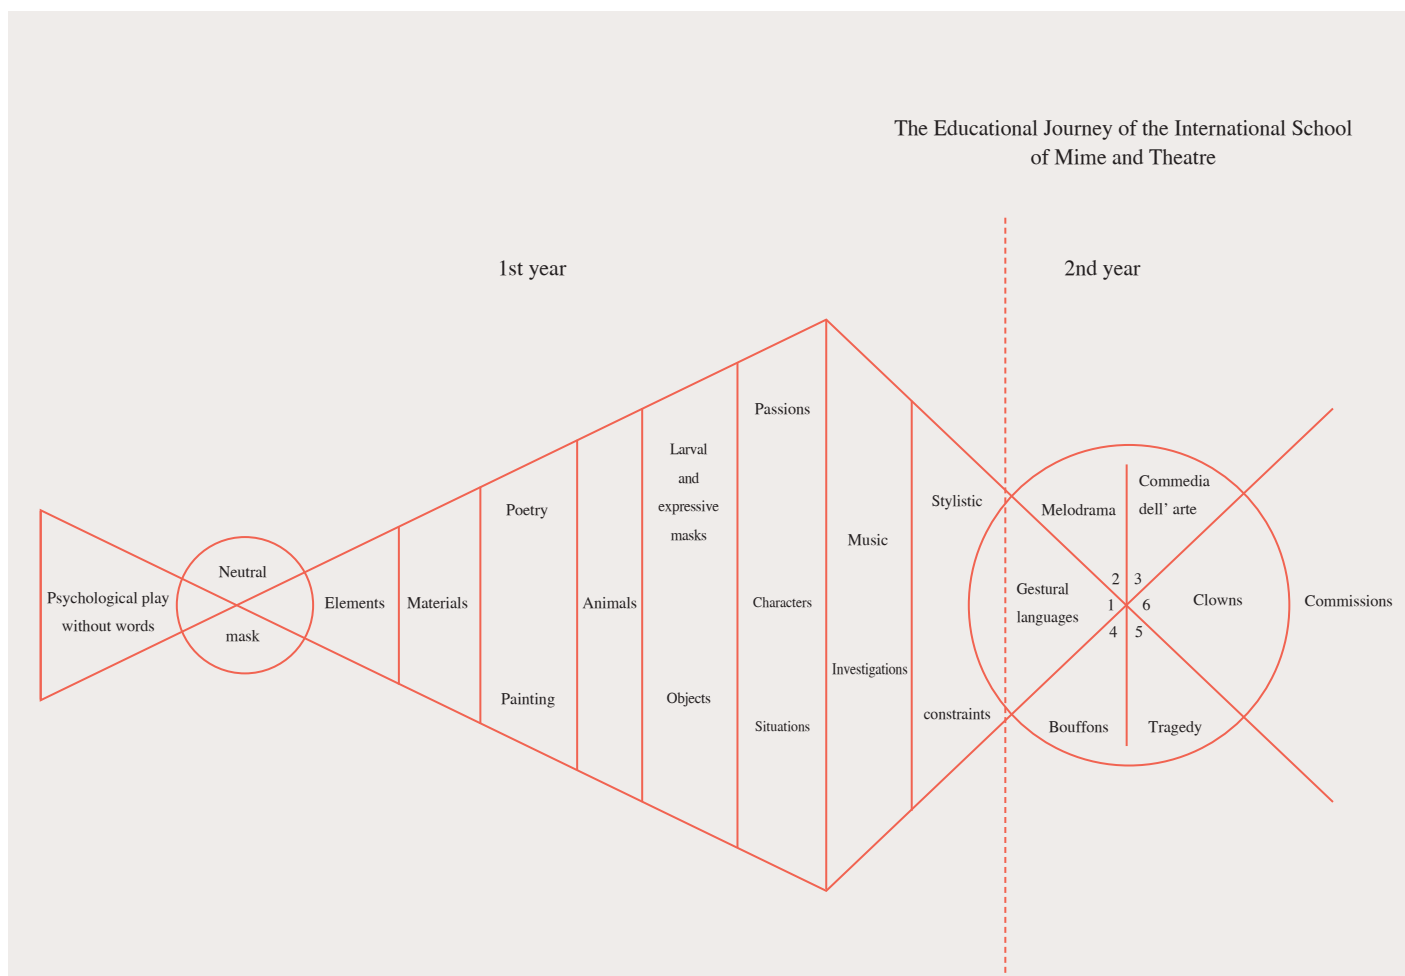 The Educational Journey of the International School
of Mime and Theatre
1st year
2nd year
Psychological play
without words
Neutral
mask
Elements
Materials
Poetry
Painting
Animals
Larval
and
expressive
masks
Objects
Passions
Characters
Situations
Music
Investigations
Stylistic
constraints
Gestural
languages
Melodrama
Commedia
dell’ arte
2
3
1
6
4
5
Clowns
Bouffons
Tragedy
Commissions